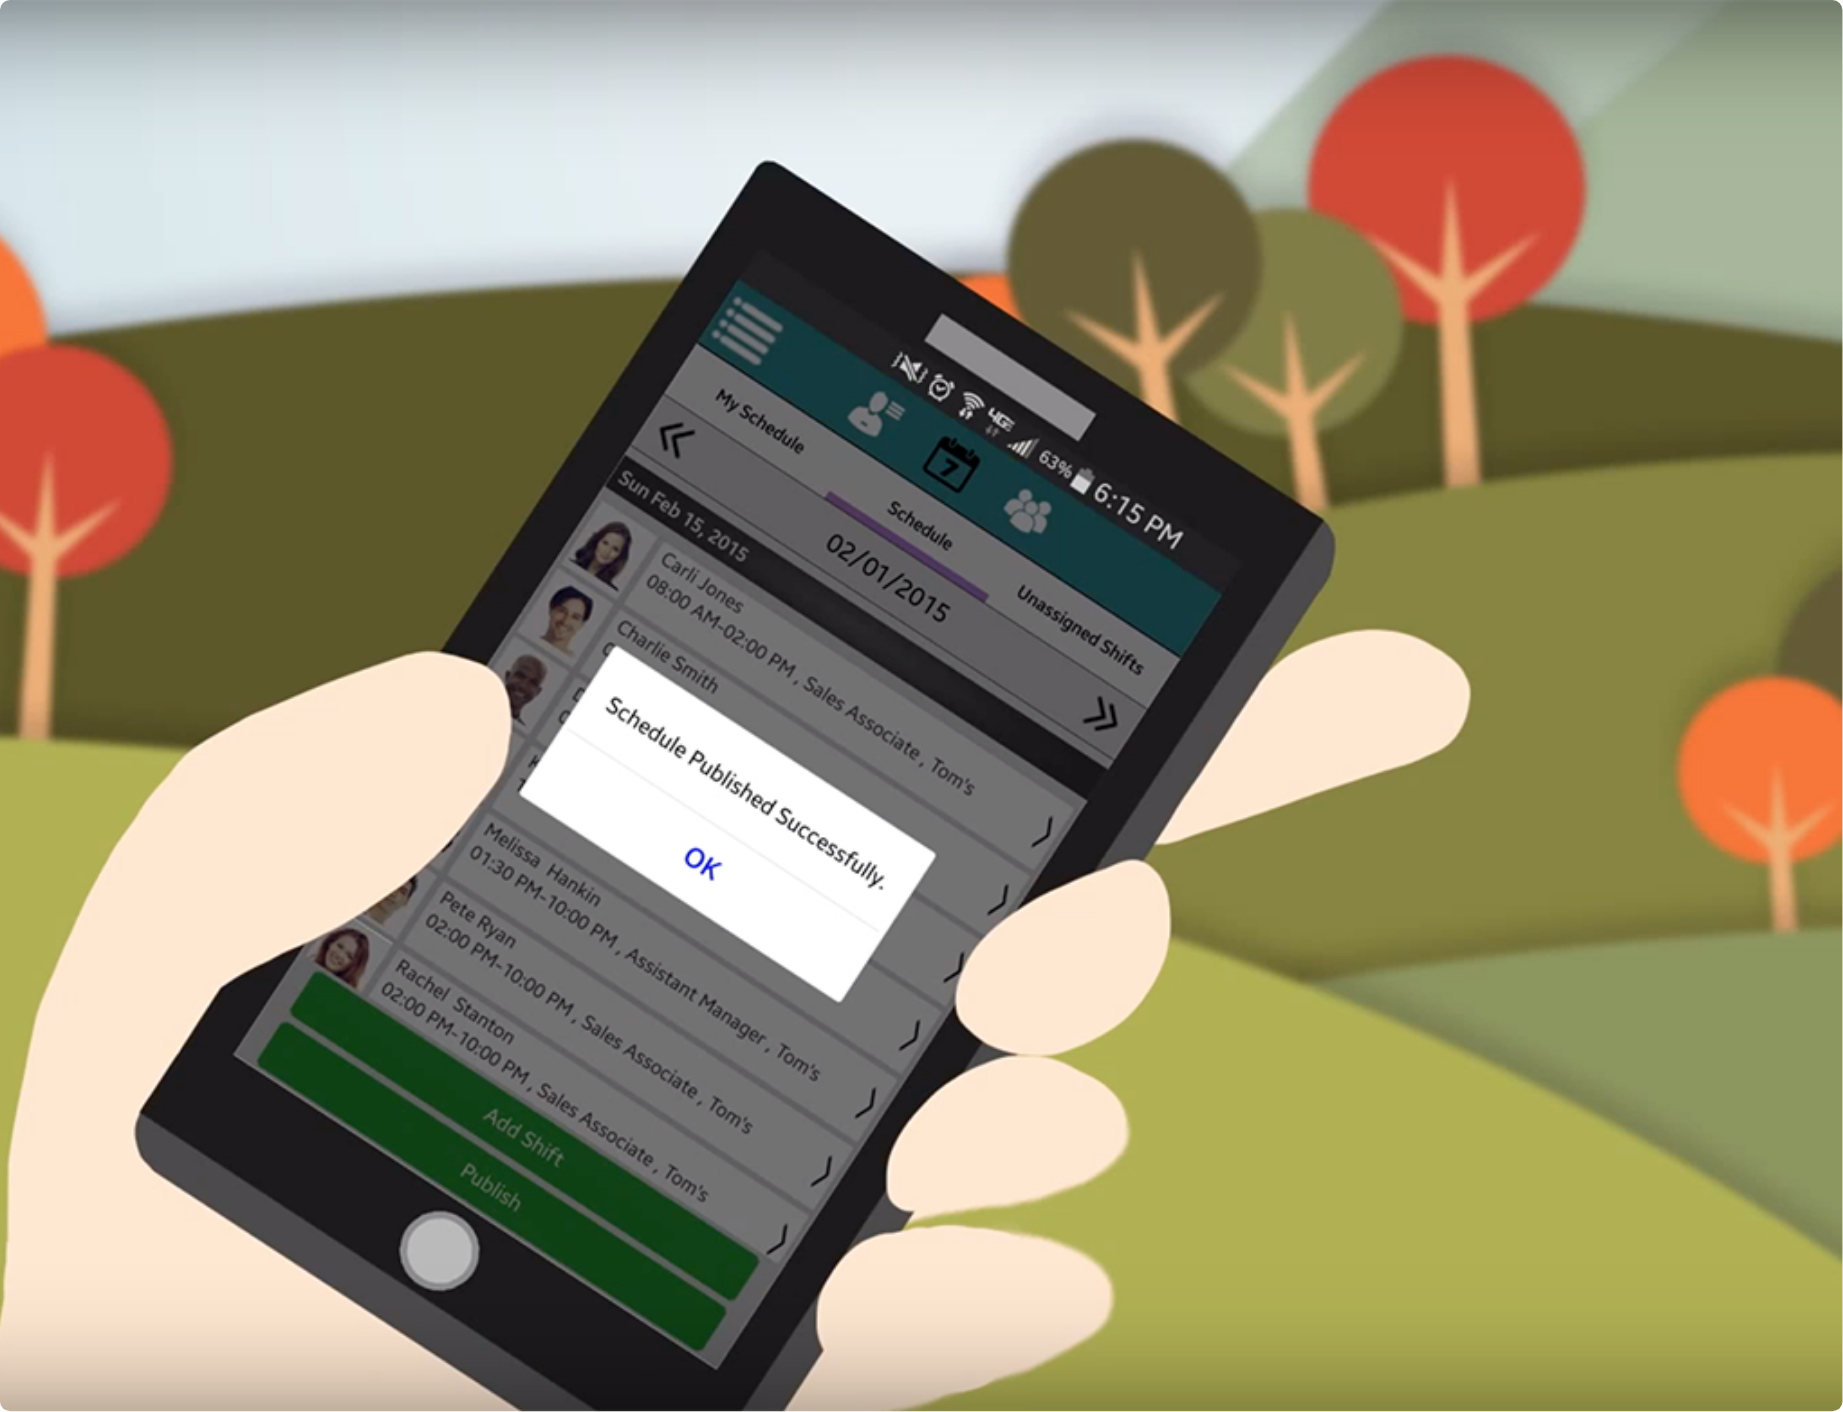 4G
63% 6:15 PM
7
My Schedule
Schedule
Unassigned Shifts
02/01/2015
Sun Feb 15, 2015
Carli Jones
08:00 AM-02:00 PM , Sales Associate , Tom's
Charlie Smith
Schedule Published Successfully.
OK
Melissa Hankin
01:30 PM-10:00 PM , Assistant Manager , Tom's
Pete Ryan
02:00 PM-10:00 PM , Sales Associate , Tom's
Rachel Stanton
02:00 PM-10:00 PM , Sales Associate , Tom's
Add Shift
Publish